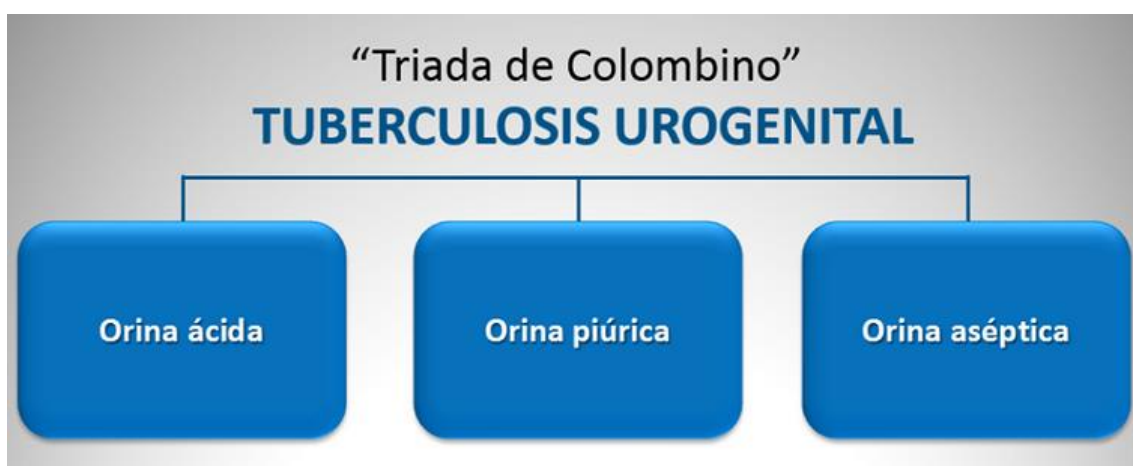 “Triada de Colombino”
TUBERCULOSIS UROGENITAL
Orina ácida
Orina piúrica
Orina aséptica